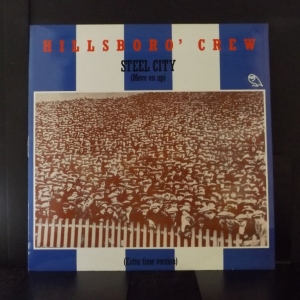 HILLSBORO' CREW
STEEL CITY
(Move on up)
(Extra time version)